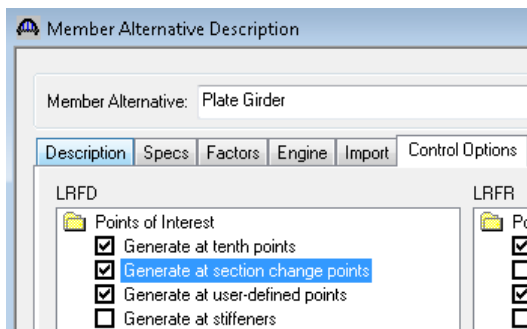 Member Alternative Description
Member Alternative: Plate Girder
Description Specs Factors Engine Import Control Options
LRFD LRFR
Points of Interest
Generate at tenth points
Generate at section change points
Generate at user-defined points
Generate at stiffeners